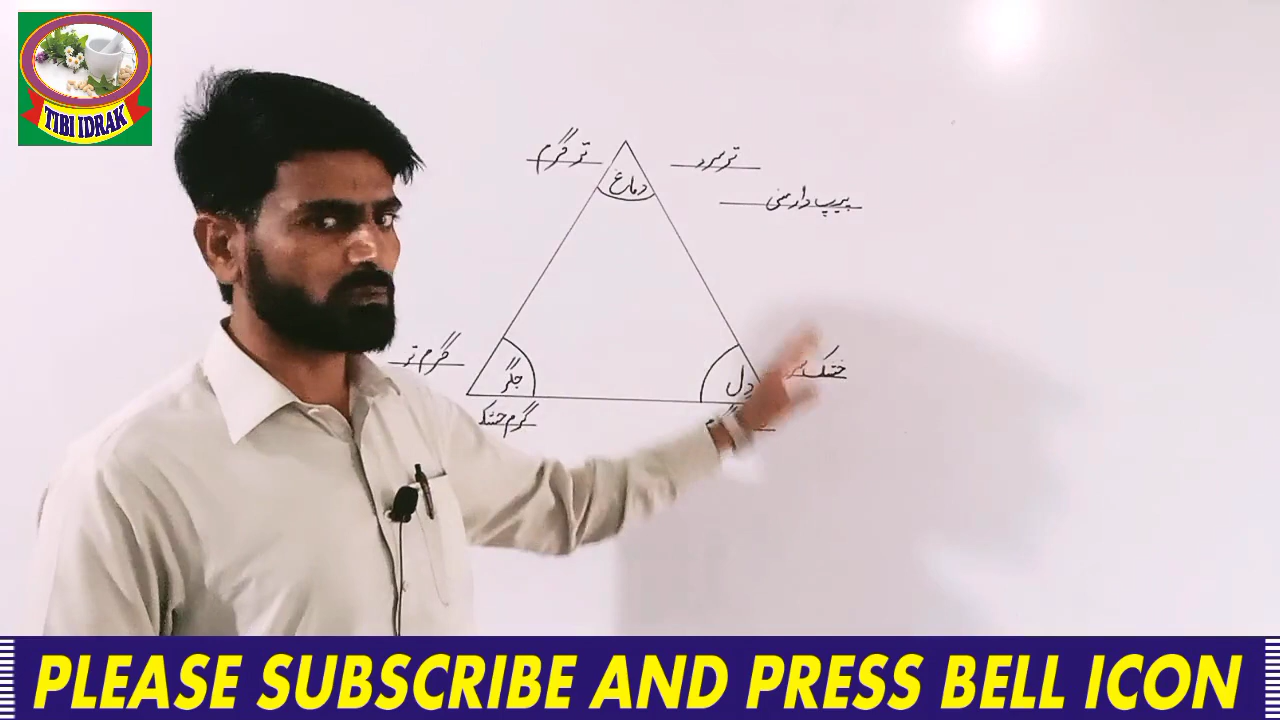 TIBI IDRAK
تر گرم
تر سرد
دماغ
پیپ دار منی
گرم تر
جگر
دل
خشک
گرم خشک
PLEASE SUBSCRIBE AND PRESS BELL ICON